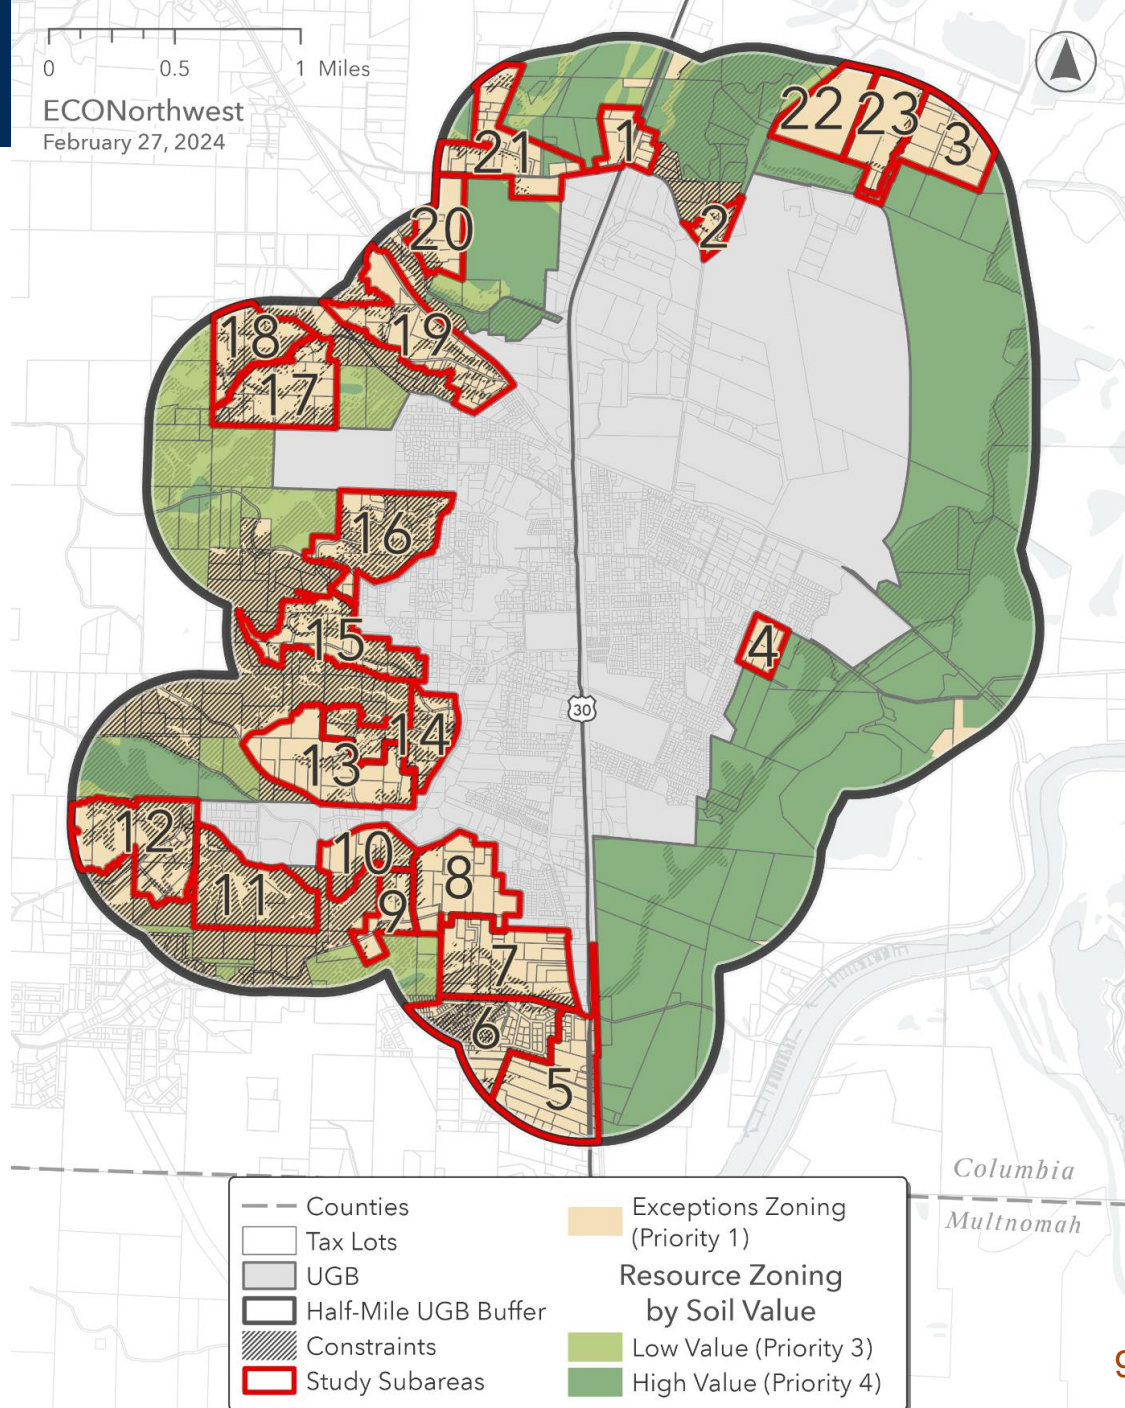 0 0.5 1 Miles
ECONorthwest
February 27, 2024
22
23
3
1
21
2
20
19
18
17
16
15
4
30
14
13
12
10
11
8
9
7
6
5
Columbia
Multnomah
Counties
Tax Lots
UGB
Half-Mile UGB Buffer
Constraints
Study Subareas
Exceptions Zoning
(Priority 1)
Resource Zoning
by Soil Value
Low Value (Priority 3)
High Value (Priority 4)